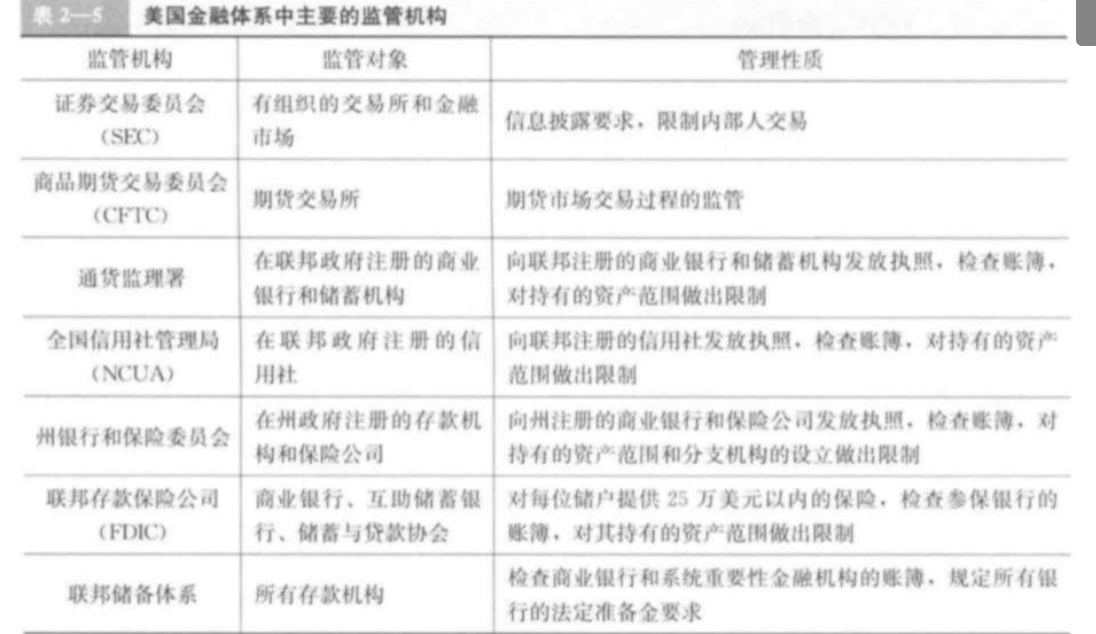 表 2—5 美国金融体系中主要的监管机构
监管机构 监管对象 管理性质
证券交易委员会
(SEC)
有组织的交易所和金融
市场
信息披露要求，限制内部人交易
商品期货交易委员会
(CFTC)
期货交易所
期货市场交易过程的监管
通货监理署
在联邦政府注册的商业
银行和储蓄机构
向联邦注册的商业银行和储蓄机构发放执照，检查账簿，
对持有的资产范围做出限制
全国信用社管理局
(NCUA)
在联邦政府注册的信
用社
向联邦注册的信用社发放执照，检查账簿，对持有的资产
范围做出限制
州银行和保险委员会
在州政府注册的存款机
构和保险公司
向州注册的商业银行和保险公司发放执照，检查账簿，对
持有的资产范围和分支机构的设立做出限制
联邦存款保险公司
(FDIC)
商业银行、互助储蓄银
行、储蓄与贷款协会
对每位储户提供 25 万美元以内的保险，检查参保银行的
账簿，对其持有的资产范围做出限制
联邦储备体系
所有存款机构
检查商业银行和系统重要性金融机构的账簿，规定所有银
行的法定准备金要求